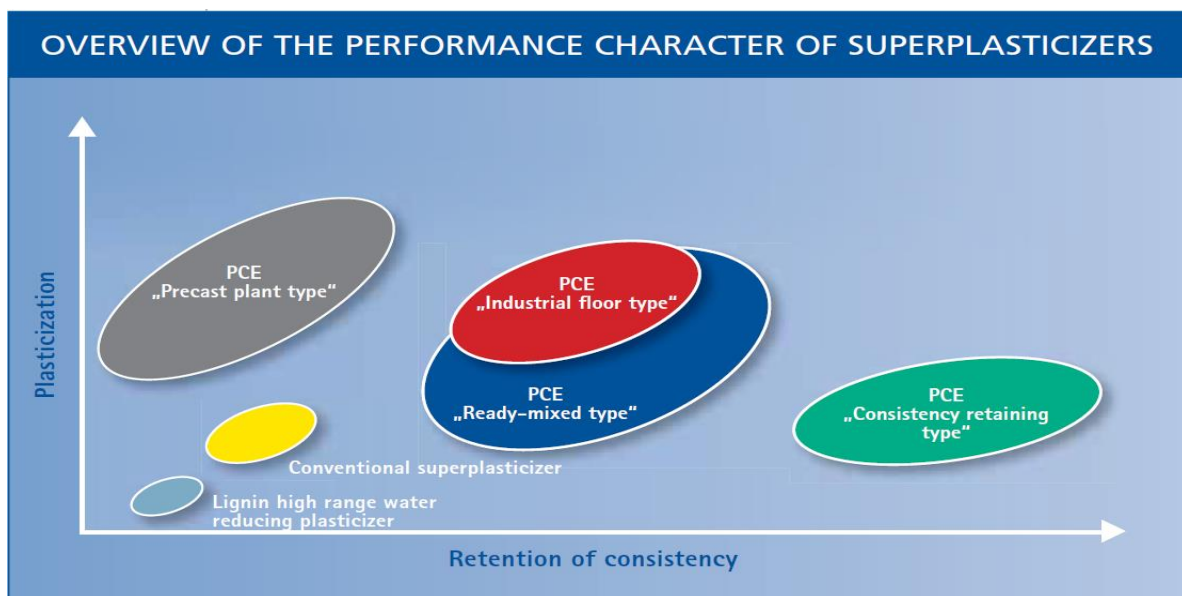 OVERVIEW OF THE PERFORMANCE CHARACTER OF SUPERPLASTICIZERS
Plasticization
PCE
„Precast plant type“
PCE
„Industrial floor type“
PCE
„Ready-mixed type“
PCE
„Consistency retaining
type“
Conventional superplasticizer
Lignin high range water
reducing plasticizer
Retention of consistency